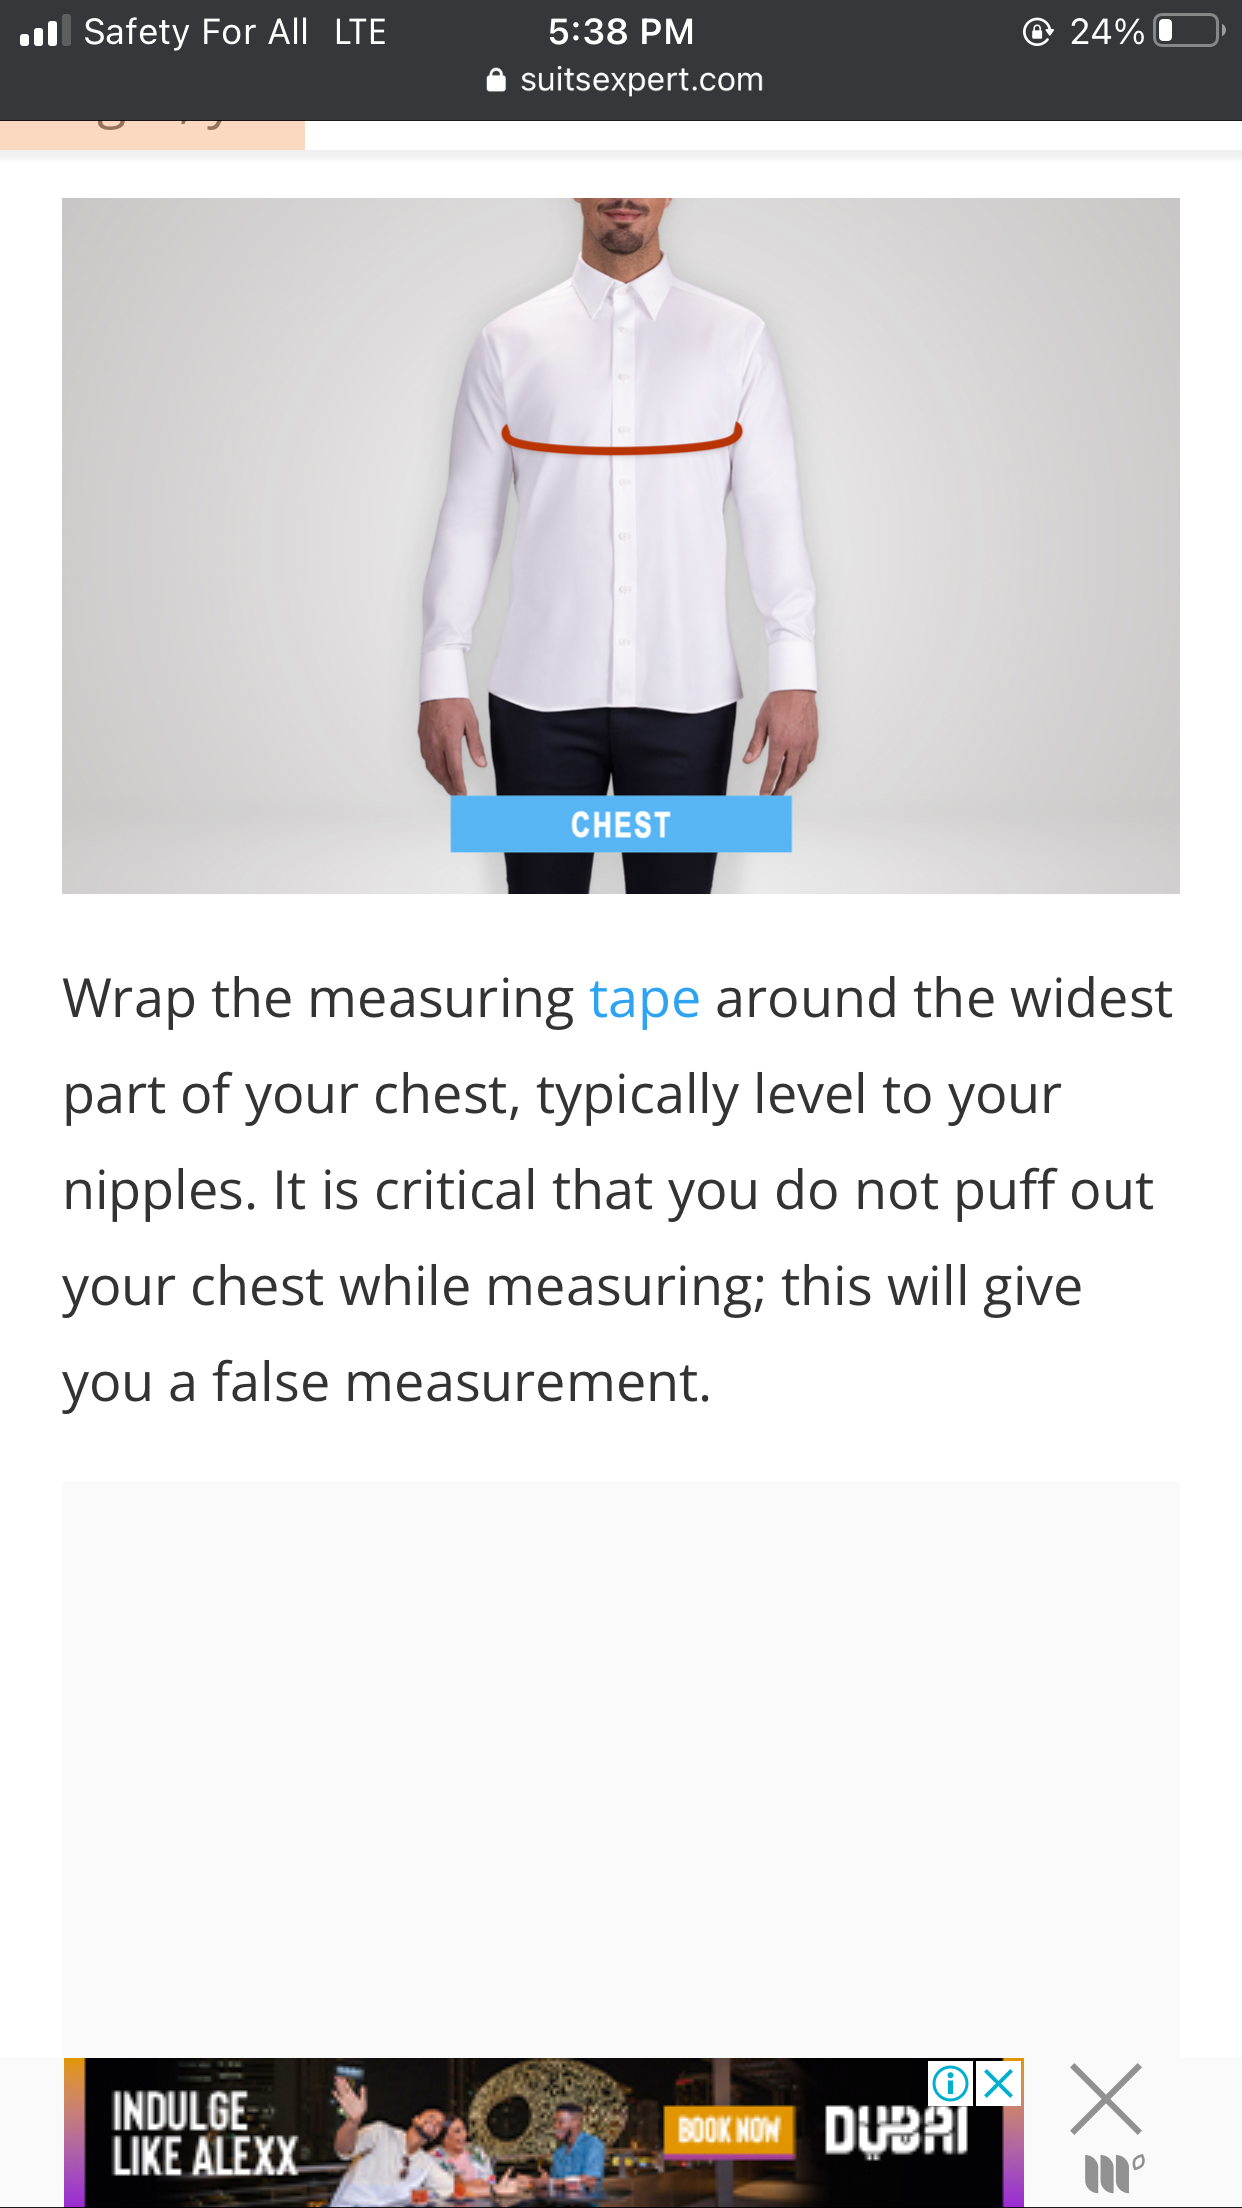 Safety For All LTE 5:38 PM 24%
suitsexpert.com
CHEST
Wrap the measuring tape around the widest
part of your chest, typically level to your
nipples. It is critical that you do not puff out
your chest while measuring; this will give
you a false measurement.
INDULGE
LIKE ALEXX
BOOK NOW
DUBAI